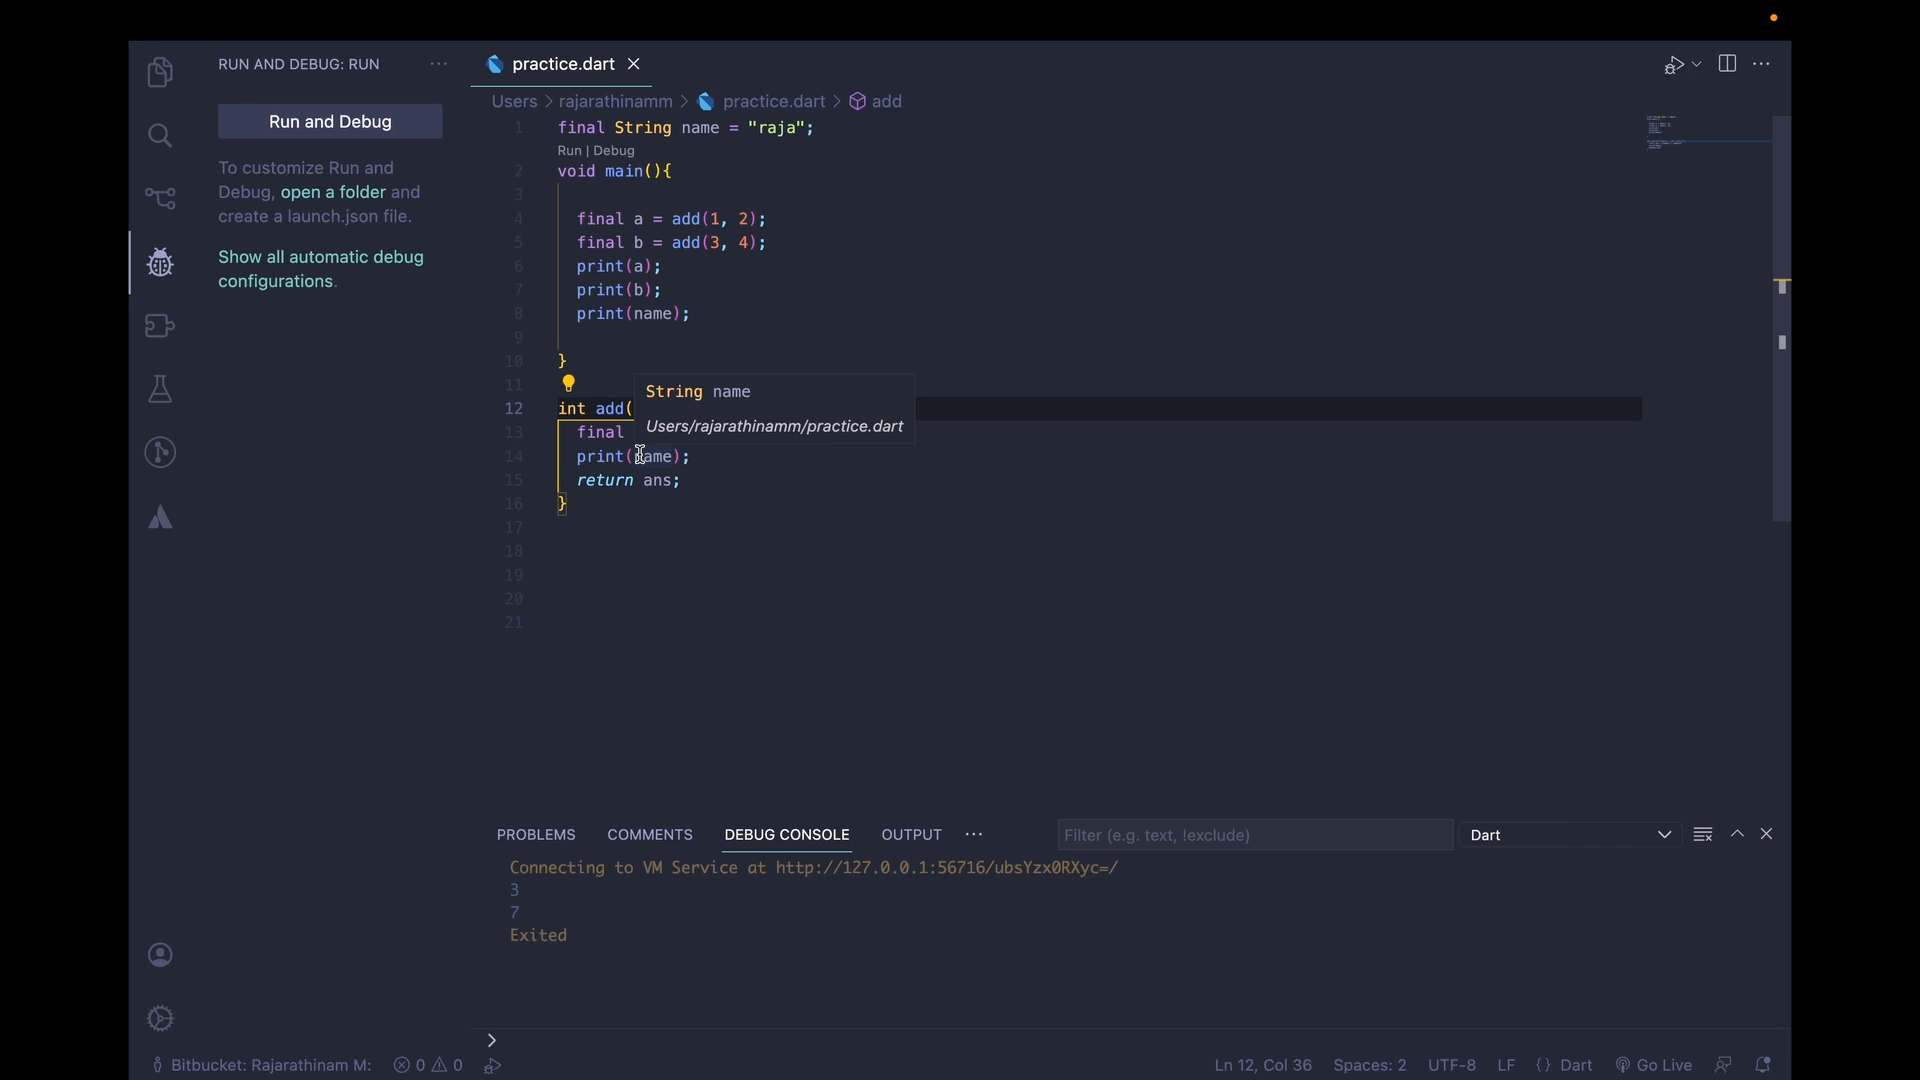 RUN AND DEBUG: RUN
Run and Debug
To customize Run and
Debug, open a folder and
create a launch.json file.
Show all automatic debug
configurations.
practice.dart
Users > rajarathinamm > practice.dart > add
1 final String name = "raja";
Run | Debug
2 void main(){
3
4 final a = add(1, 2);
5 final b = add(3, 4);
6 print(a);
7 print(b);
8 print(name);
9
10 }
11
String name
12 int add(
Users/rajarathinamm/practice.dart
13 final
14 print(name);
15 return ans;
16 }
17
18
19
20
21
PROBLEMS COMMENTS DEBUG CONSOLE OUTPUT
Filter (e.g. text, !exclude)
Dart
Connecting to VM Service at http://127.0.0.1:56716/ubsYzx0RXyc=/
3
7
Exited
Bitbucket: Rajarathinam M: 0 0 Ln 12, Col 36 Spaces: 2 UTF-8 LF {} Dart Go Live